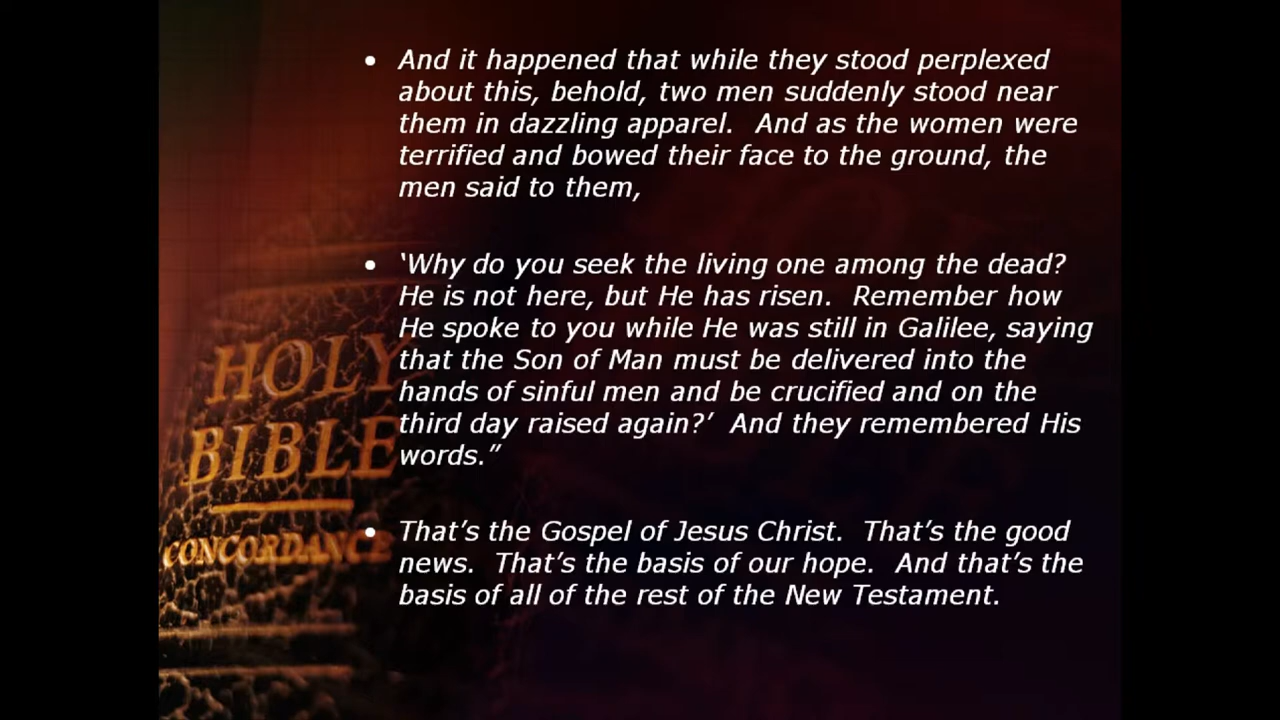 • And it happened that while they stood perplexed
about this, behold, two men suddenly stood near
them in dazzling apparel.  And as the women were
terrified and bowed their face to the ground, the
men said to them,
• ‘Why do you seek the living one among the dead?
He is not here, but He has risen.  Remember how
He spoke to you while He was still in Galilee, saying
that the Son of Man must be delivered into the
hands of sinful men and be crucified and on the
third day raised again?’  And they remembered His
words.”
• That’s the Gospel of Jesus Christ.  That’s the good
news.  That’s the basis of our hope.  And that’s the
basis of all of the rest of the New Testament.
HOLY
BIBLE
CONCORDANCE